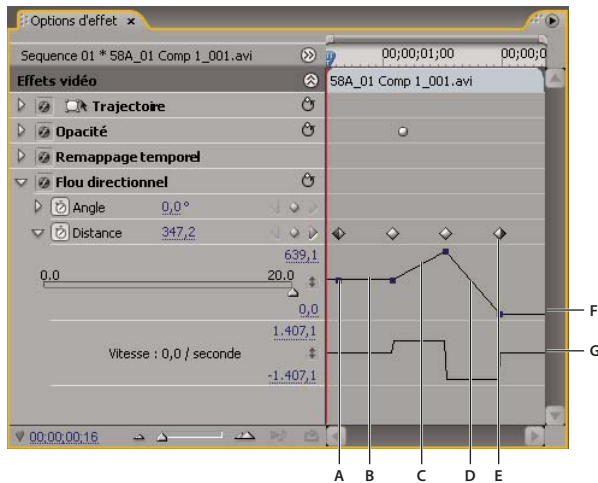 Options d'effet ×
Sequence 01 * 58A_01 Comp 1_001.avi
00;00;01;00 00;00;0
Effets vidéo
58A_01 Comp 1_001.avi
Trajectoire
Opacité
Remappage temporel
Flou directionnel
Angle 0,0°
Distance 347,2
639,1
0.0 20.0
0,0
F
1.407,1
Vitesse : 0,0 / seconde
G
-1.407,1
00;00;00;16
A B C D E